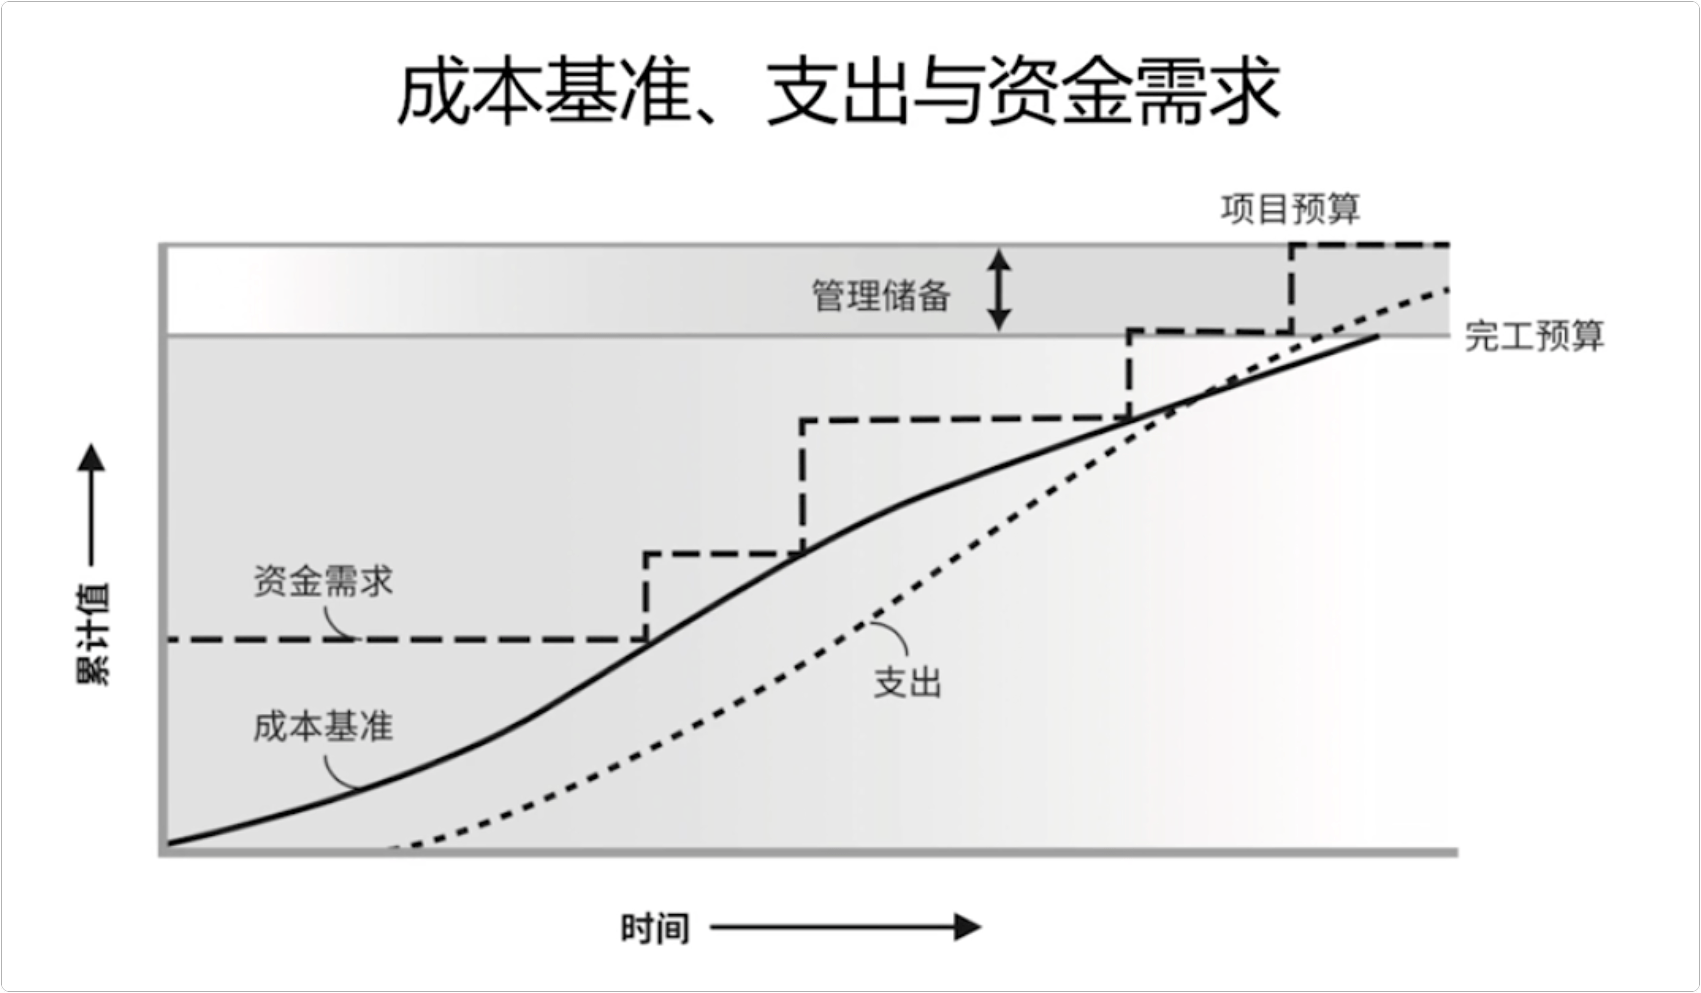 成本基准、支出与资金需求
项目预算
管理储备
完工预算
资金需求
累计值
支出
成本基准
时间